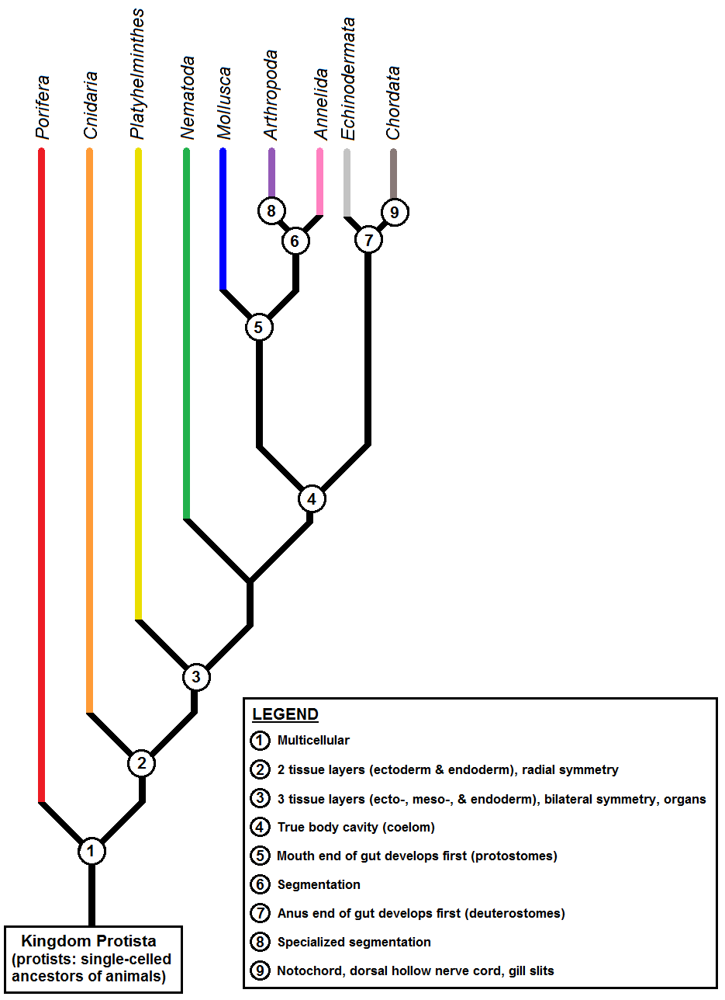 Porifera
Cnidaria
Platyhelminthes
Nematoda
Mollusca
Arthropoda
Annelida
Echinodermata
Chordata
8
9
6
7
5
4
3
2
1
Kingdom Protista
(protists: single-celled
ancestors of animals)
LEGEND
1 Multicellular
2 2 tissue layers (ectoderm & endoderm), radial symmetry
3 3 tissue layers (ecto-, meso-, & endoderm), bilateral symmetry, organs
4 True body cavity (coelom)
5 Mouth end of gut develops first (protostomes)
6 Segmentation
7 Anus end of gut develops first (deuterostomes)
8 Specialized segmentation
9 Notochord, dorsal hollow nerve cord, gill slits